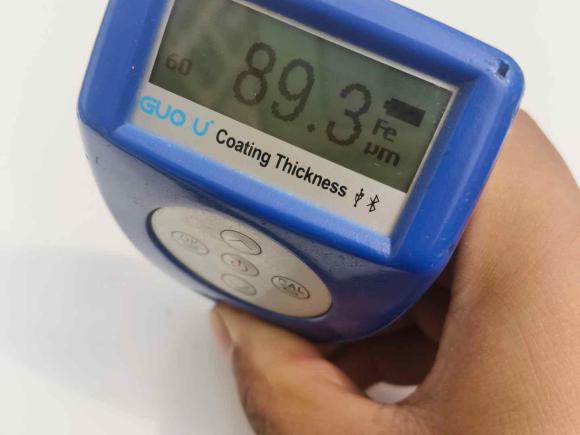 60
89.3
Fe
µm
GUO U
Coating Thickness
CAL